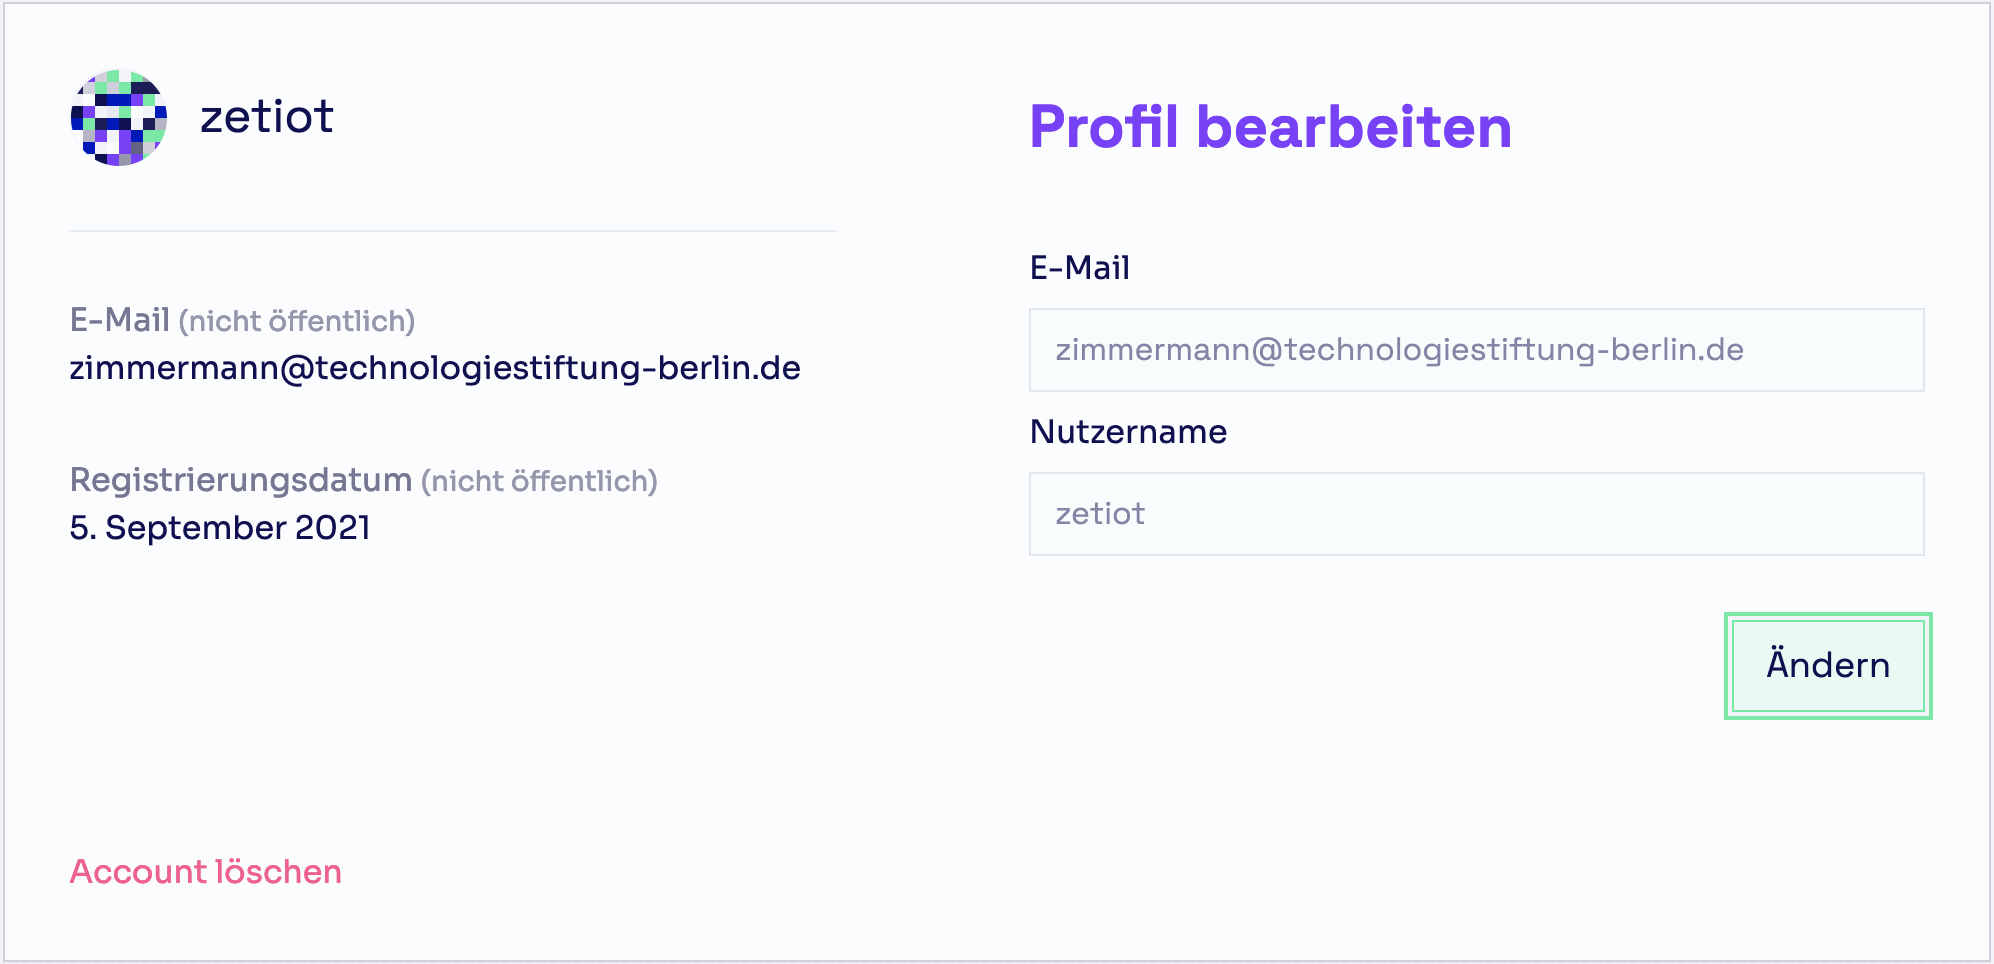 zetiot
E-Mail (nicht öffentlich)
zimmermann@technologiestiftung-berlin.de
Registrierungsdatum (nicht öffentlich)
5. September 2021
Account löschen
Profil bearbeiten
E-Mail
zimmermann@technologiestiftung-berlin.de
Nutzername
zetiot
Ändern